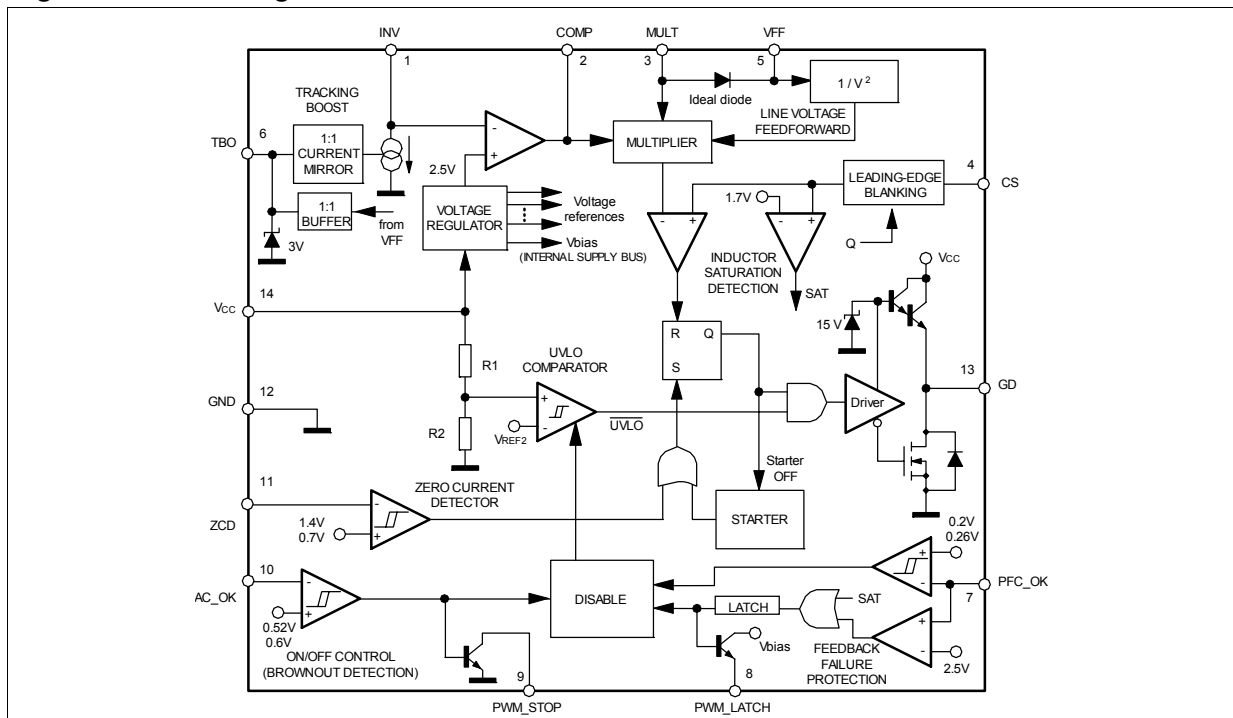 INV
COMP
MULT
VFF
1
2
3
5
TRACKING
BOOST
Ideal diode
1 / V²
LINE VOLTAGE
FEEDFORWARD
TBO
6
1:1
CURRENT
MIRROR
-
+
MULTIPLIER
2.5V
4
CS
LEADING-EDGE
BLANKING
1:1
BUFFER
from
VFF
3V
VOLTAGE
REGULATOR
Voltage
references
Vbias
(INTERNAL SUPPLY BUS)
1.7V
-
+
-
+
Q
INDUCTOR
SATURATION
DETECTION
SAT
Vcc
Vcc
14
15 V
R1
R2
UVLO
COMPARATOR
R
Q
S
GND
12
+
-
VREF2
UVLO
Driver
13
GD
Starter
OFF
STARTER
11
ZCD
ZERO CURRENT
DETECTOR
-
+
1.4V
0.7V
0.2V
0.26V
+
-
PFC_OK
7
10
AC_OK
-
+
0.52V
0.6V
ON/OFF CONTROL
(BROWNOUT DETECTION)
DISABLE
LATCH
SAT
+
-
2.5V
Vbias
FEEDBACK
FAILURE
PROTECTION
9
8
PWM_STOP
PWM_LATCH